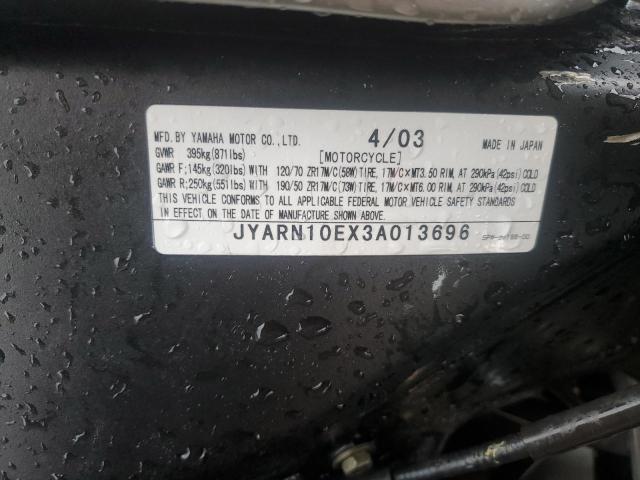 MFD.BY YAMAHA MOTOR CO.,LTD. 4/03 MADE IN JAPAN
GVWR 395kg(871lbs) [MOTORCYCLE]
GAWR F;145kg(320lbs)WITH 120/70 ZR17M/C(58W)TIRE, 17M/C×MT3.50 RIM, AT 290kPa(42psi)COLD
GAWR R;250kg(551lbs)WITH 190/50 ZR17M/C(73W)TIRE, 17M/C×MT6.00 RIM, AT 290kPa(42psi)COLD
THIS VEHICLE CONFORMS TO ALL APPLICABLE FEDERAL MOTOR VEHICLE SAFETY STANDARDS
IN EFFECT ON THE DATE OF MANUFACTURE SHOWN ABOVE.
JYARN10EX3A013696